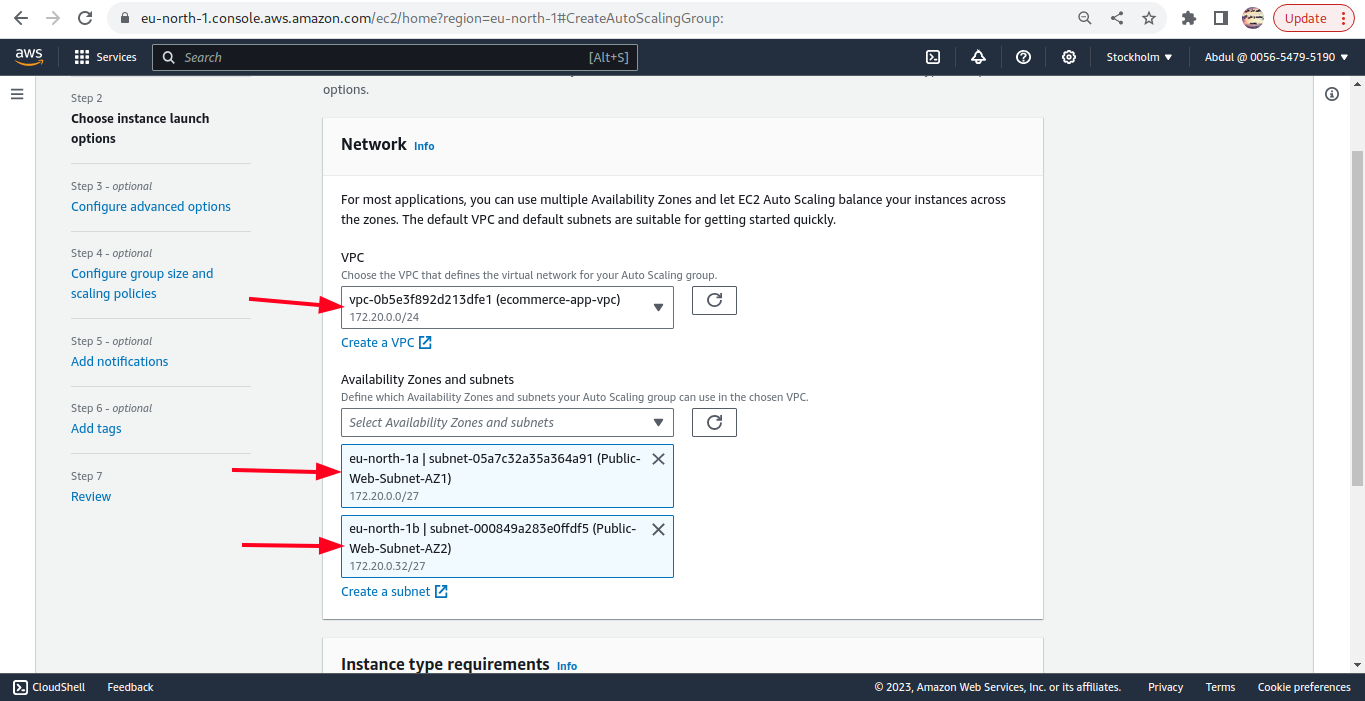 eu-north-1.console.aws.amazon.com/ec2/home?region=eu-north-1#CreateAutoScalingGroup:
Update
aws
Services
Search
[Alt+S]
Stockholm
Abdul @ 0056-5479-5190
Step 2
Choose instance launch
options
Step 3 - optional
Configure advanced options
Step 4 - optional
Configure group size and
scaling policies
Step 5 - optional
Add notifications
Step 6 - optional
Add tags
Step 7
Review
options.
Network Info
For most applications, you can use multiple Availability Zones and let EC2 Auto Scaling balance your instances across
the zones. The default VPC and default subnets are suitable for getting started quickly.
VPC
Choose the VPC that defines the virtual network for your Auto Scaling group.
vpc-0b5e3f892d213dfe1 (ecommerce-app-vpc)
172.20.0.0/24
Create a VPC
Availability Zones and subnets
Define which Availability Zones and subnets your Auto Scaling group can use in the chosen VPC.
Select Availability Zones and subnets
eu-north-1a | subnet-05a7c32a35a364a91 (Public-
Web-Subnet-AZ1)
172.20.0.0/27
eu-north-1b | subnet-000849a283e0ffdf5 (Public-
Web-Subnet-AZ2)
172.20.0.32/27
Create a subnet
Instance type requirements Info
CloudShell
Feedback
© 2023, Amazon Web Services, Inc. or its affiliates.
Privacy
Terms
Cookie preferences